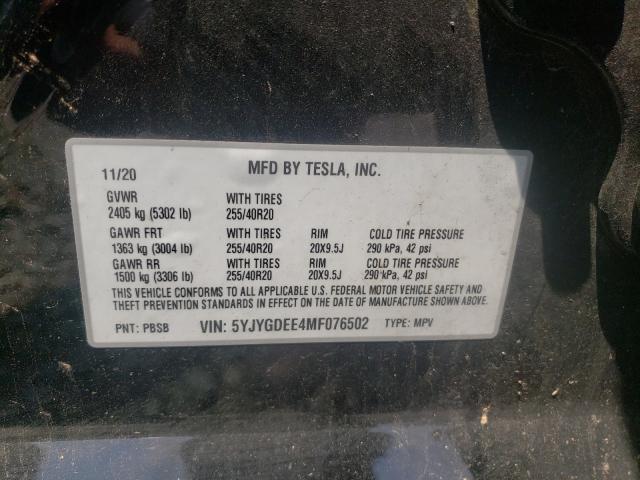 11/20 MFD BY TESLA, INC.
GVWR WITH TIRES
2405 kg (5302 lb) 255/40R20
GAWR FRT WITH TIRES RIM COLD TIRE PRESSURE
1363 kg (3004 lb) 255/40R20 20X9.5J 290 kPa, 42 psi
GAWR RR WITH TIRES RIM COLD TIRE PRESSURE
1500 kg (3306 lb) 255/40R20 20X9.5J 290 kPa, 42 psi
THIS VEHICLE CONFORMS TO ALL APPLICABLE U.S. FEDERAL MOTOR VEHICLE SAFETY AND
THEFT PREVENTION STANDARDS IN EFFECT ON THE DATE OF MANUFACTURE SHOWN ABOVE.
PNT: PBSB VIN: 5YJYGDEE4MF076502 TYPE: MPV